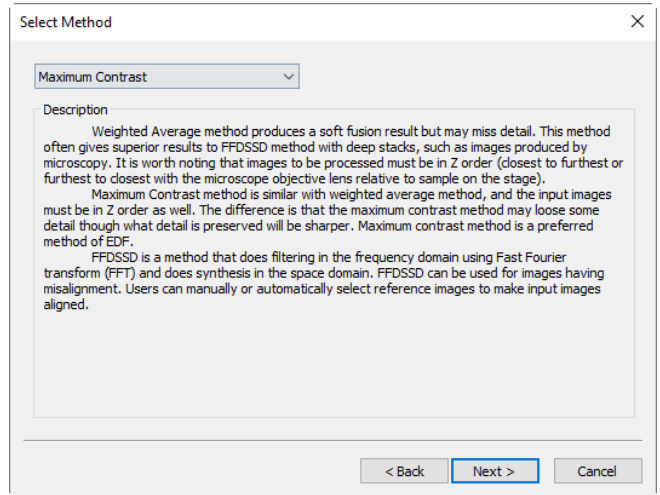 Select Method
Maximum Contrast
Description
Weighted Average method produces a soft fusion result but may miss detail. This method
often gives superior results to FFDSSD method with deep stacks, such as images produced by
microscopy. It is worth noting that images to be processed must be in Z order (closest to furthest or
furthest to closest with the microscope objective lens relative to sample on the stage).
Maximum Contrast method is similar with weighted average method, and the input images
must be in Z order as well. The difference is that the maximum contrast method may loose some
detail though what detail is preserved will be sharper. Maximum contrast method is a preferred
method of EDF.
FFDSSD is a method that does filtering in the frequency domain using Fast Fourier
transform (FFT) and does synthesis in the space domain. FFDSSD can be used for images having
misalignment. Users can manually or automatically select reference images to make input images
aligned.
< Back Next > Cancel